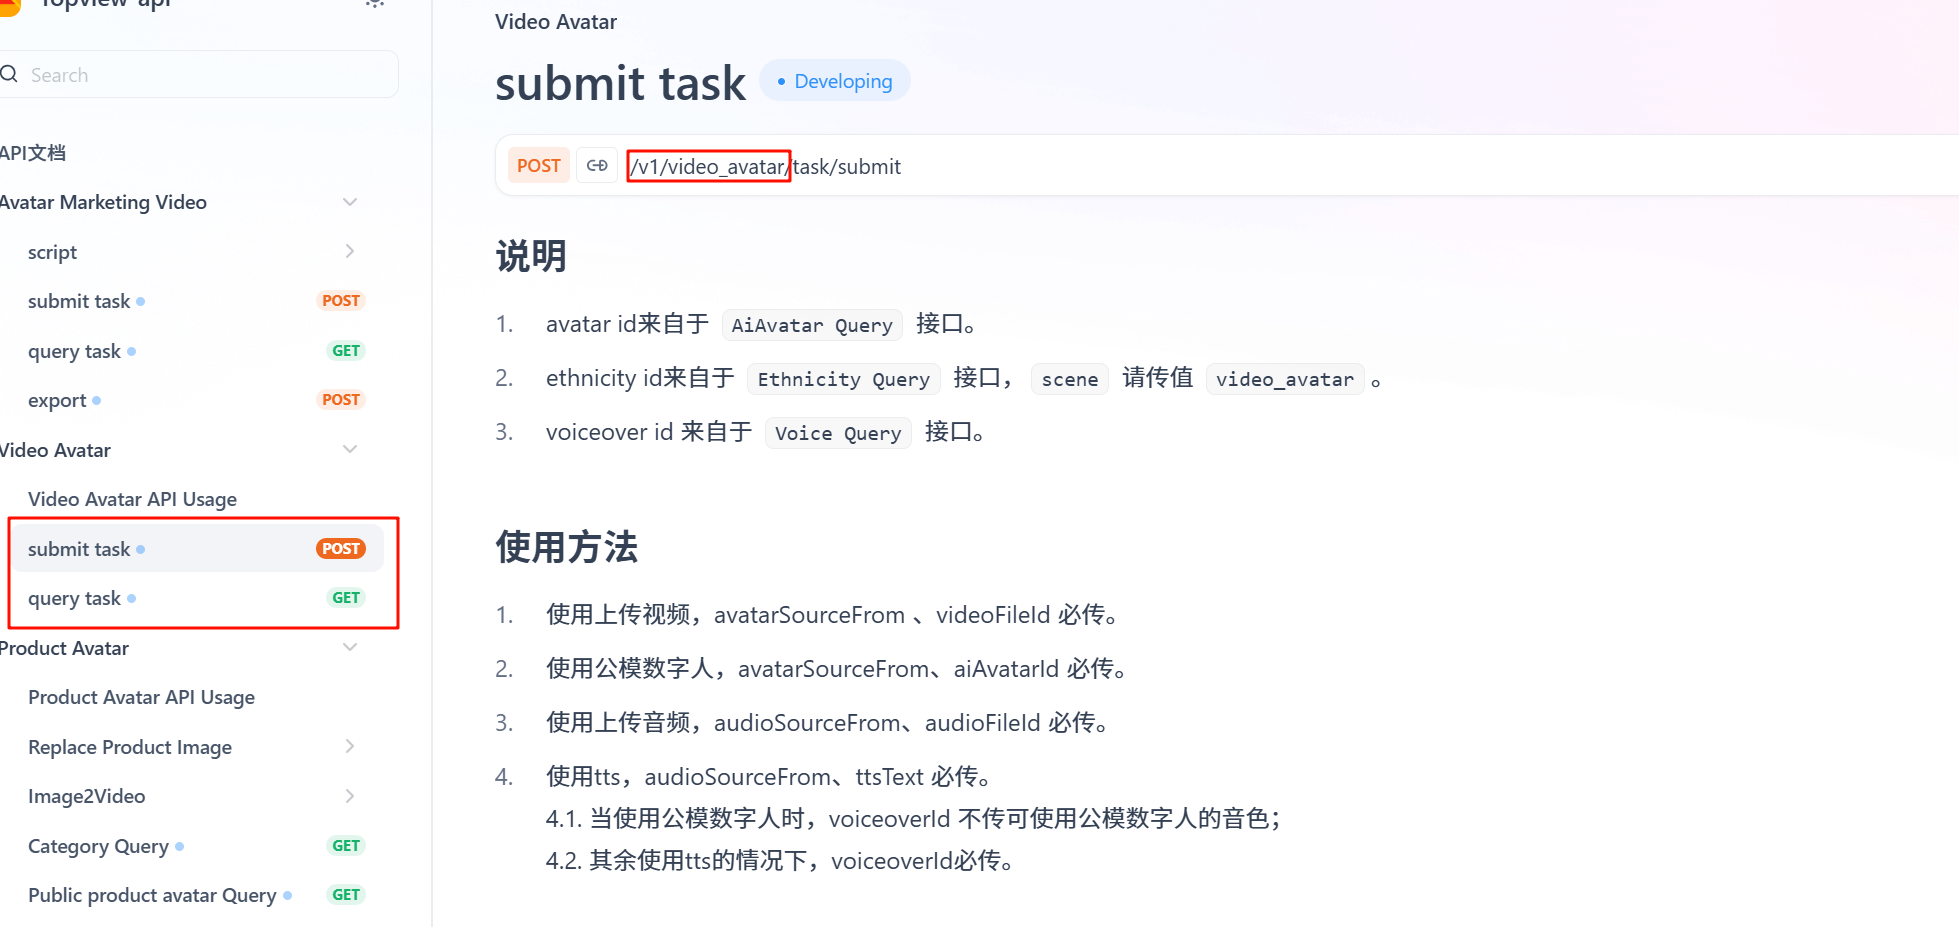 Topview-api
Search
API文档
Avatar Marketing Video
script
submit task POST
query task GET
export POST
Video Avatar
Video Avatar API Usage
submit task POST
query task GET
Product Avatar
Product Avatar API Usage
Replace Product Image
Image2Video
Category Query GET
Public product avatar Query GET
Video Avatar
submit task Developing
POST /v1/video_avatar/task/submit
说明
1. avatar id来自于 AiAvatar Query 接口。
2. ethnicity id来自于 Ethnicity Query 接口， scene 请传值 video_avatar 。
3. voiceover id 来自于 Voice Query 接口。
使用方法
1. 使用上传视频，avatarSourceFrom 、videoFileId 必传。
2. 使用公模数字人，avatarSourceFrom、aiAvatarId 必传。
3. 使用上传音频，audioSourceFrom、audioFileId 必传。
4. 使用tts，audioSourceFrom、ttsText 必传。
4.1. 当使用公模数字人时，voiceoverId 不传可使用公模数字人的音色；
4.2. 其余使用tts的情况下，voiceoverId必传。